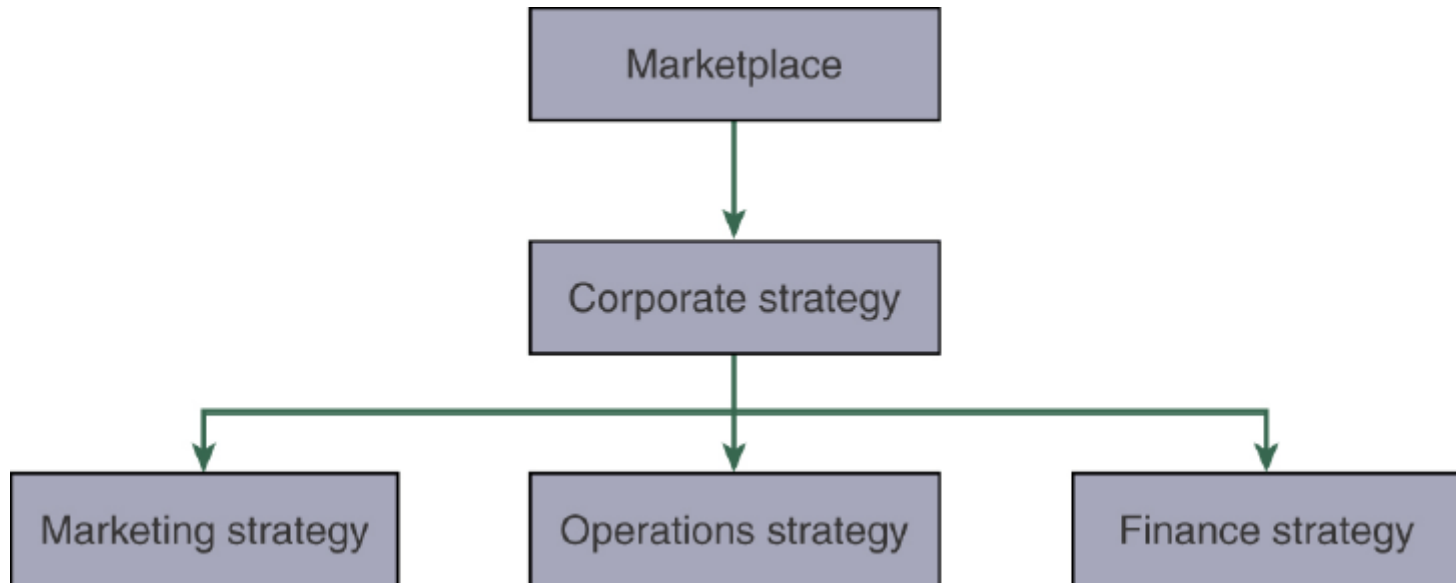 Marketplace
Corporate strategy
Marketing strategy
Operations strategy
Finance strategy